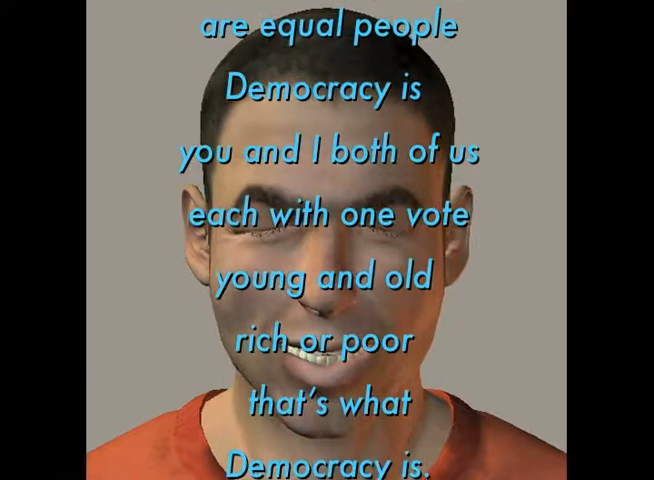 are equal people
Democracy is
you and I both of us
each with one vote
young and old
rich or poor
that's what
Democracy is.